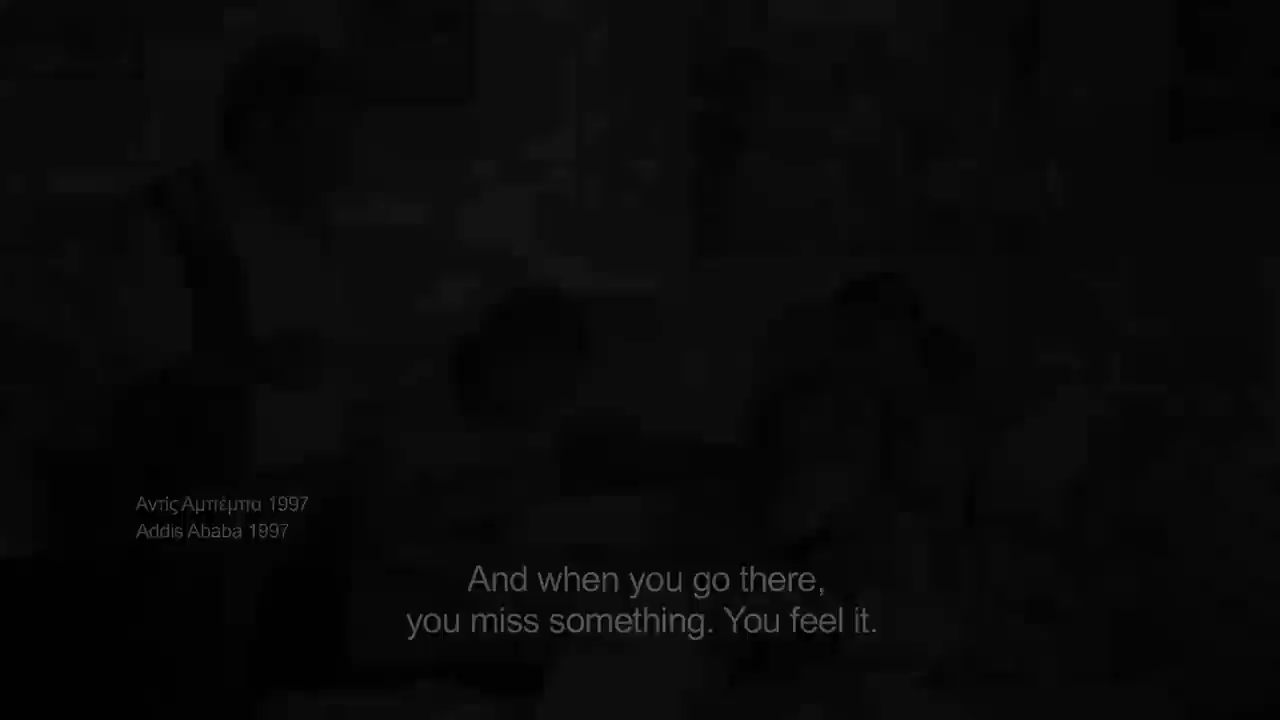 Αντίς Αμπέμπα 1997
Addis Ababa 1997
And when you go there,
you miss something. You feel it.